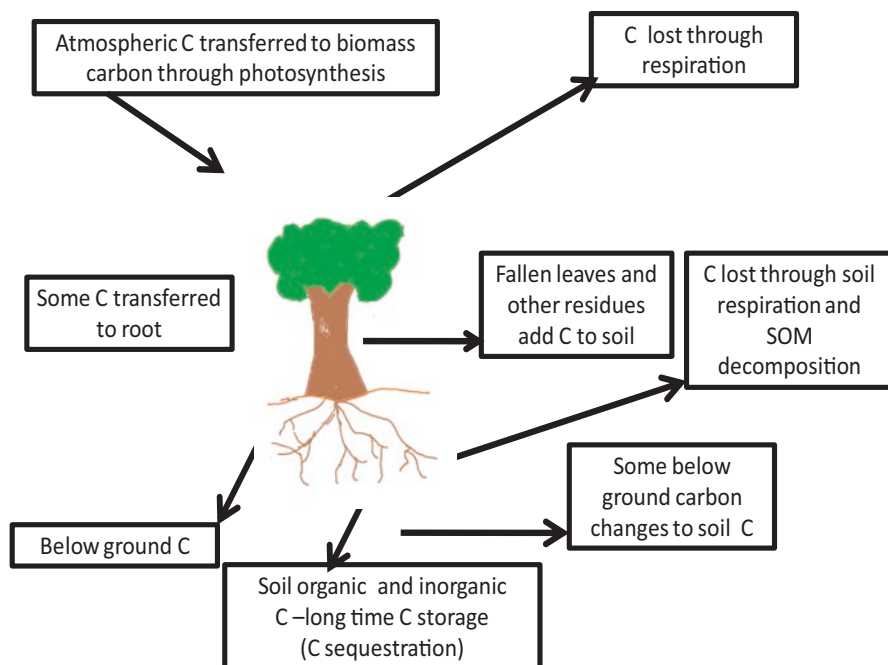 Atmospheric C transferred to biomass
carbon through photosynthesis
C lost through
respiration
Some C transferred
to root
Fallen leaves and
other residues
add C to soil
C lost through soil
respiration and
SOM
decomposition
Below ground C
Some below
ground carbon
changes to soil C
Soil organic and inorganic
C –long time C storage
(C sequestration)